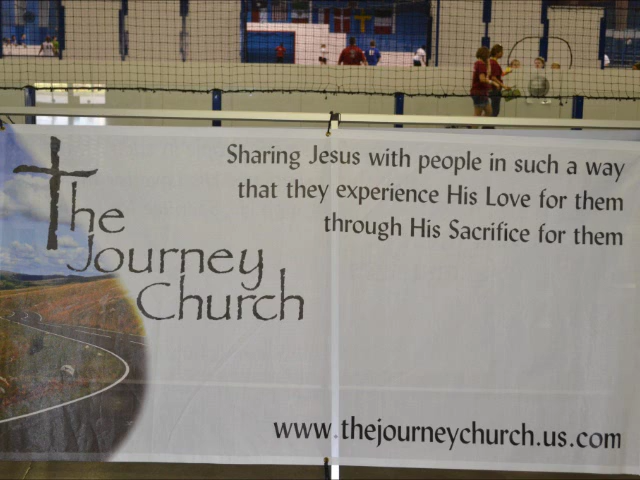 The
Journey
Church
Sharing Jesus with people in such a way
that they experience His Love for them
through His Sacrifice for them
www.thejourneychurch.us.com